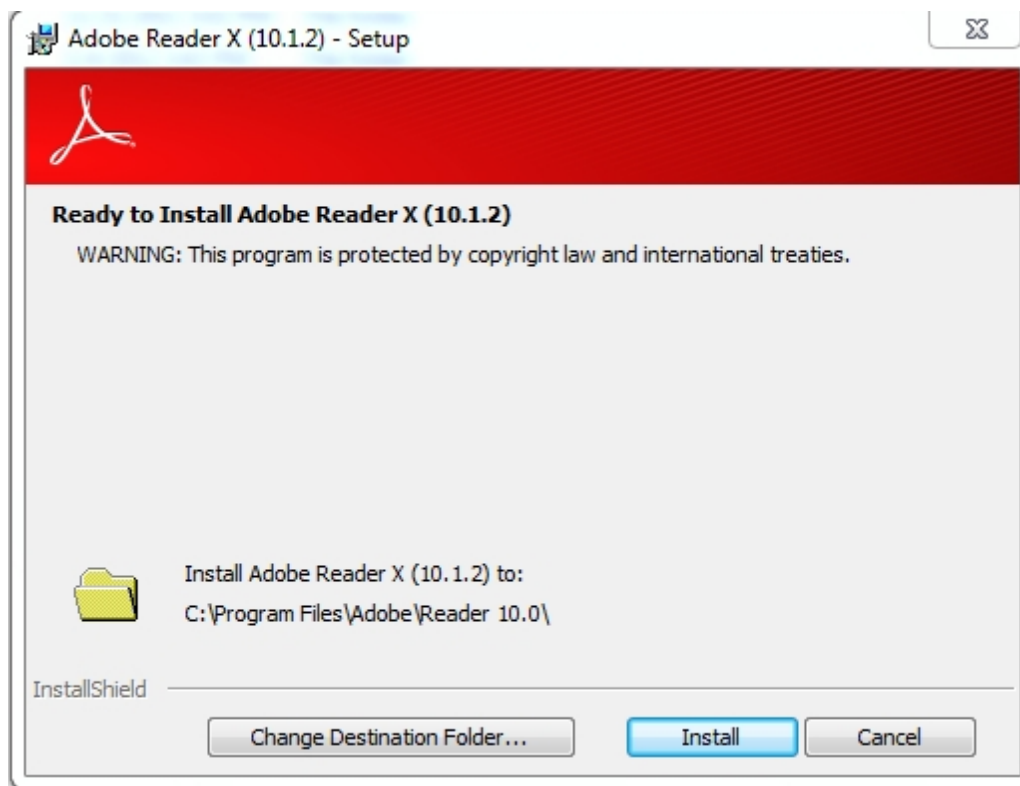 Adobe Reader X (10.1.2) - Setup
Ready to Install Adobe Reader X (10.1.2)
WARNING: This program is protected by copyright law and international treaties.
Install Adobe Reader X (10.1.2) to:
C:\Program Files\Adobe\Reader 10.0\
InstallShield
Change Destination Folder...
Install
Cancel